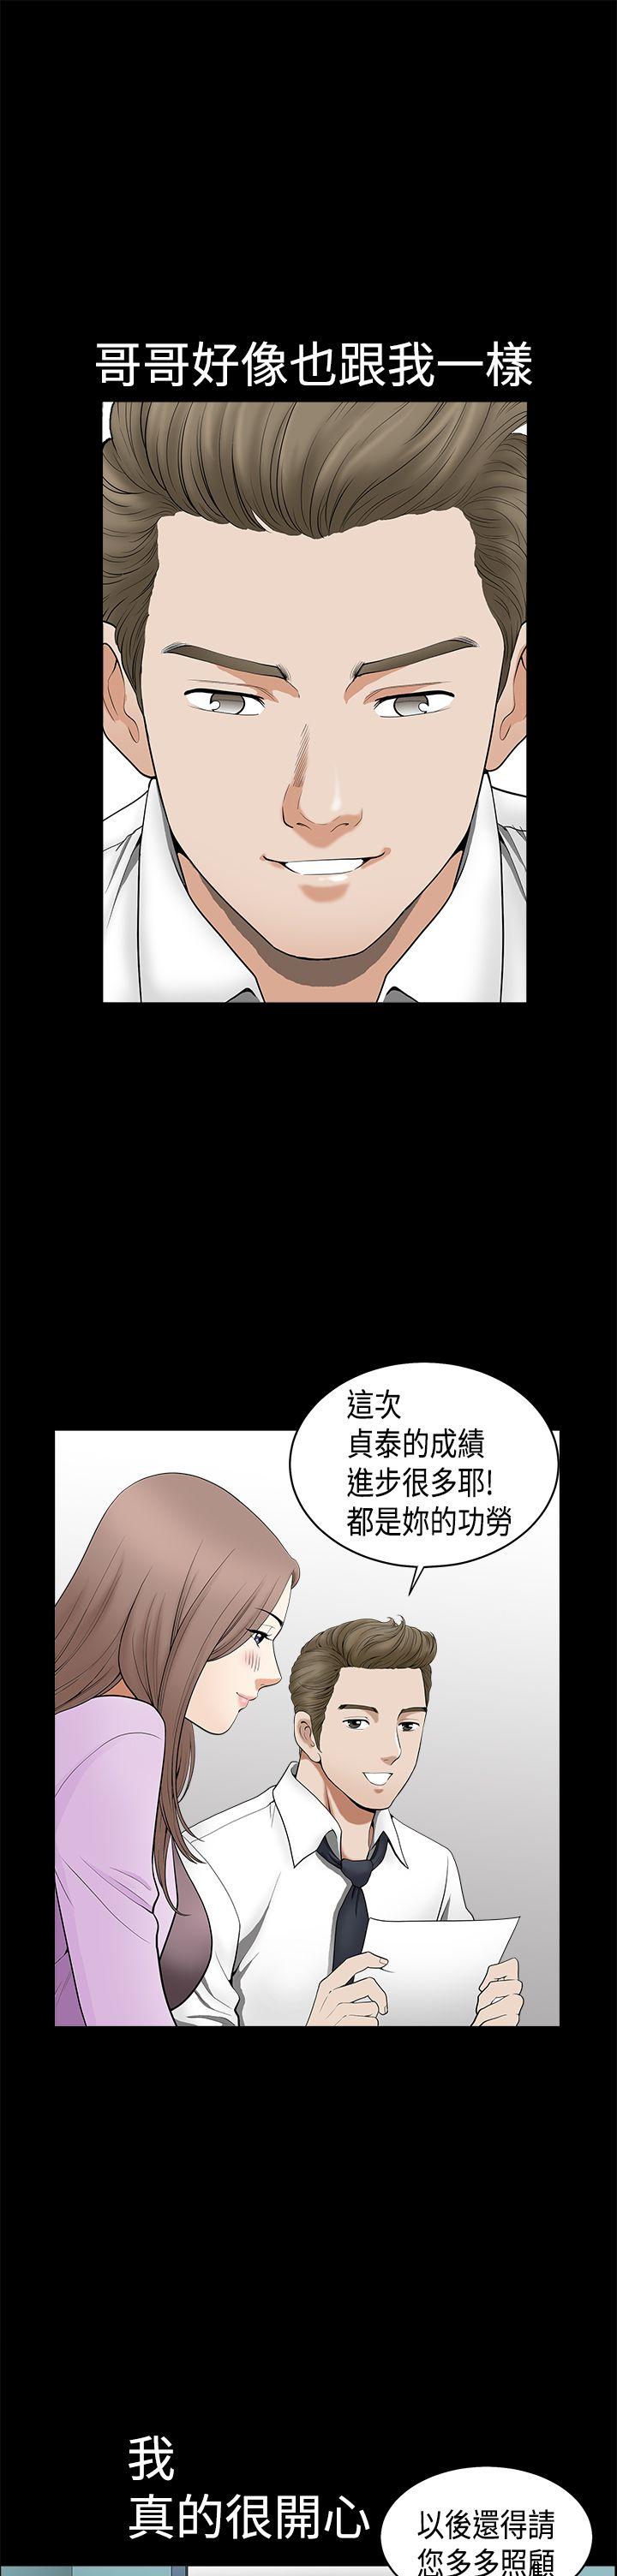 哥哥好像也跟我一樣
這次
貞泰的成績
進步很多耶!
都是妳的功勞
我
真的很開心
以後還得請
您多多照顧